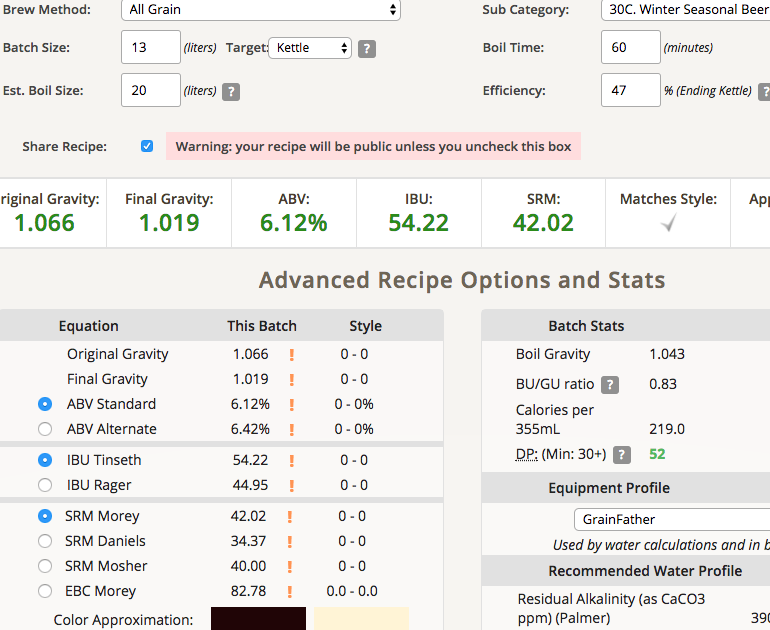 Brew Method: All Grain Sub Category: 30C. Winter Seasonal Beer
Batch Size: 13 (liters) Target: Kettle ? Boil Time: 60 (minutes)
Est. Boil Size: 20 (liters) ? Efficiency: 47 % (Ending Kettle) ?
Share Recipe: Warning: your recipe will be public unless you uncheck this box
riginal Gravity: Final Gravity: ABV: IBU: SRM: Matches Style: App
1.066 1.019 6.12% 54.22 42.02
Advanced Recipe Options and Stats
Equation This Batch Style
Original Gravity 1.066 ! 0 - 0
Final Gravity 1.019 ! 0 - 0
ABV Standard 6.12% ! 0 - 0%
ABV Alternate 6.42% ! 0 - 0%
IBU Tinseth 54.22 ! 0 - 0
IBU Rager 44.95 ! 0 - 0
SRM Morey 42.02 ! 0 - 0
SRM Daniels 34.37 ! 0 - 0
SRM Mosher 40.00 ! 0 - 0
EBC Morey 82.78 ! 0.0 - 0.0
Color Approximation:
Batch Stats
Boil Gravity 1.043
BU/GU ratio ? 0.83
Calories per
355mL 219.0
DP: (Min: 30+) ? 52
Equipment Profile
GrainFather
Used by water calculations and in b
Recommended Water Profile
Residual Alkalinity (as CaCO3
ppm) (Palmer) 390